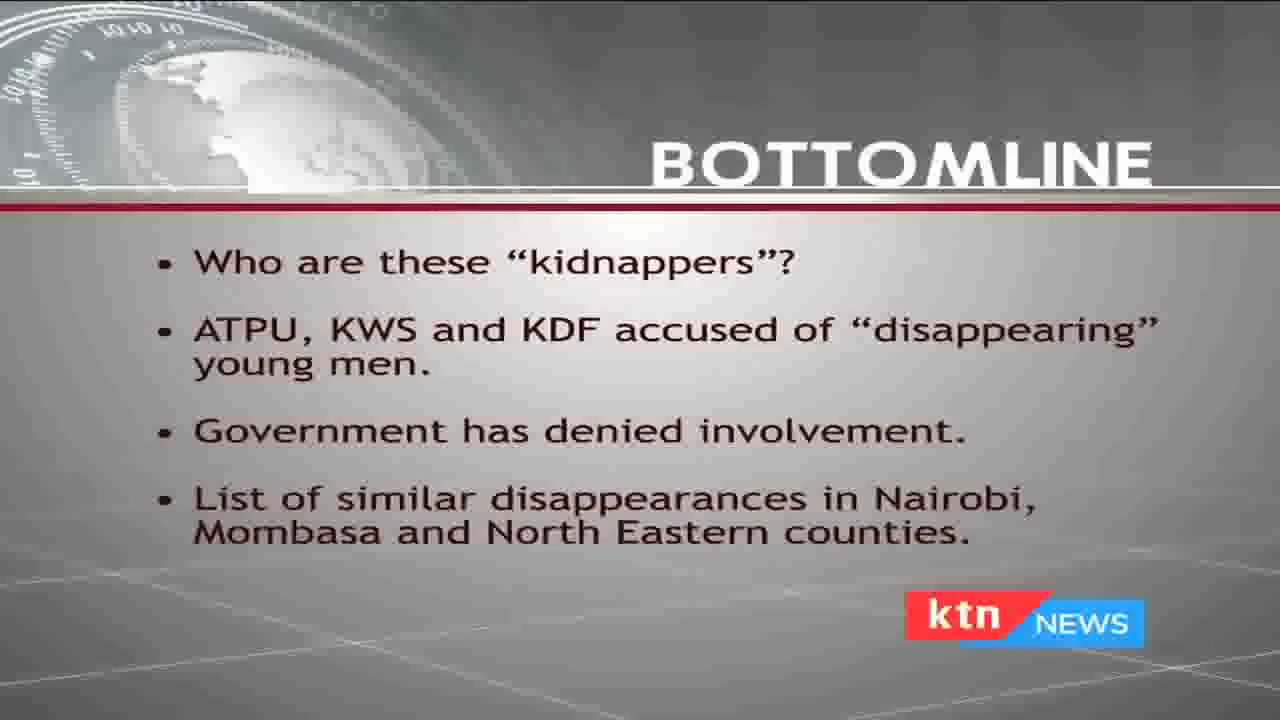 BOTTOMLINE
• Who are these “kidnappers”?
• ATPU, KWS and KDF accused of “disappearing”
young men.
• Government has denied involvement.
• List of similar disappearances in Nairobi,
Mombasa and North Eastern counties.
ktn NEWS